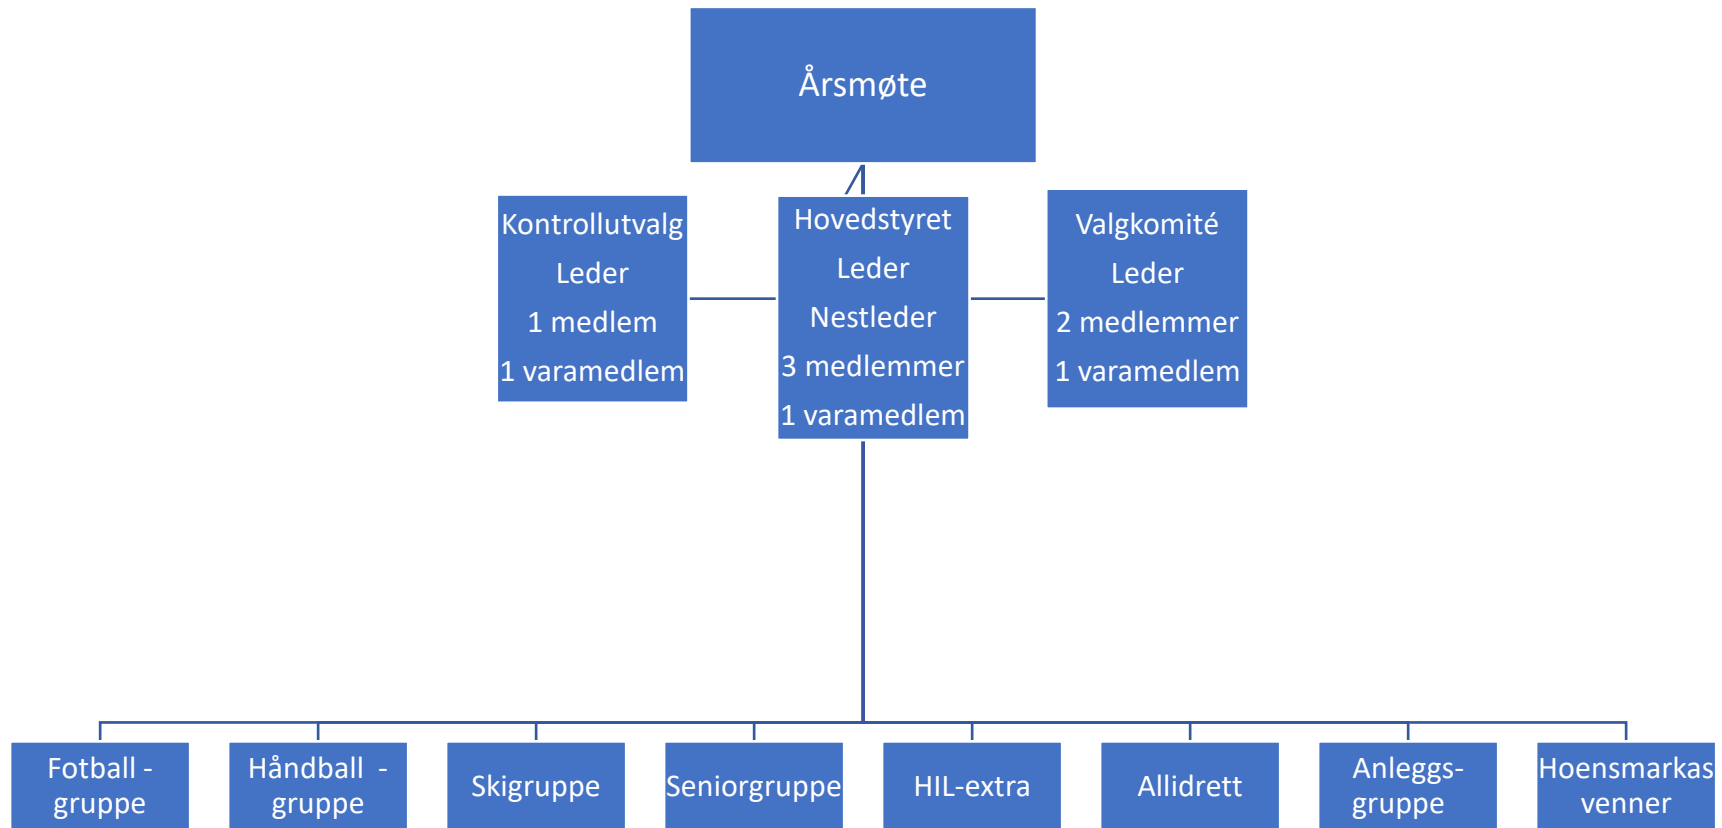 Årsmøte
Kontrollutvalg
Leder
1 medlem
1 varamedlem
Hovedstyret
Leder
Nestleder
3 medlemmer
1 varamedlem
Valgkomité
Leder
2 medlemmer
1 varamedlem
Fotball -
gruppe
Håndball -
gruppe
Skigruppe
Seniorgruppe
HIL-extra
Allidrett
Anleggs-
gruppe
Hoensmarkas
venner